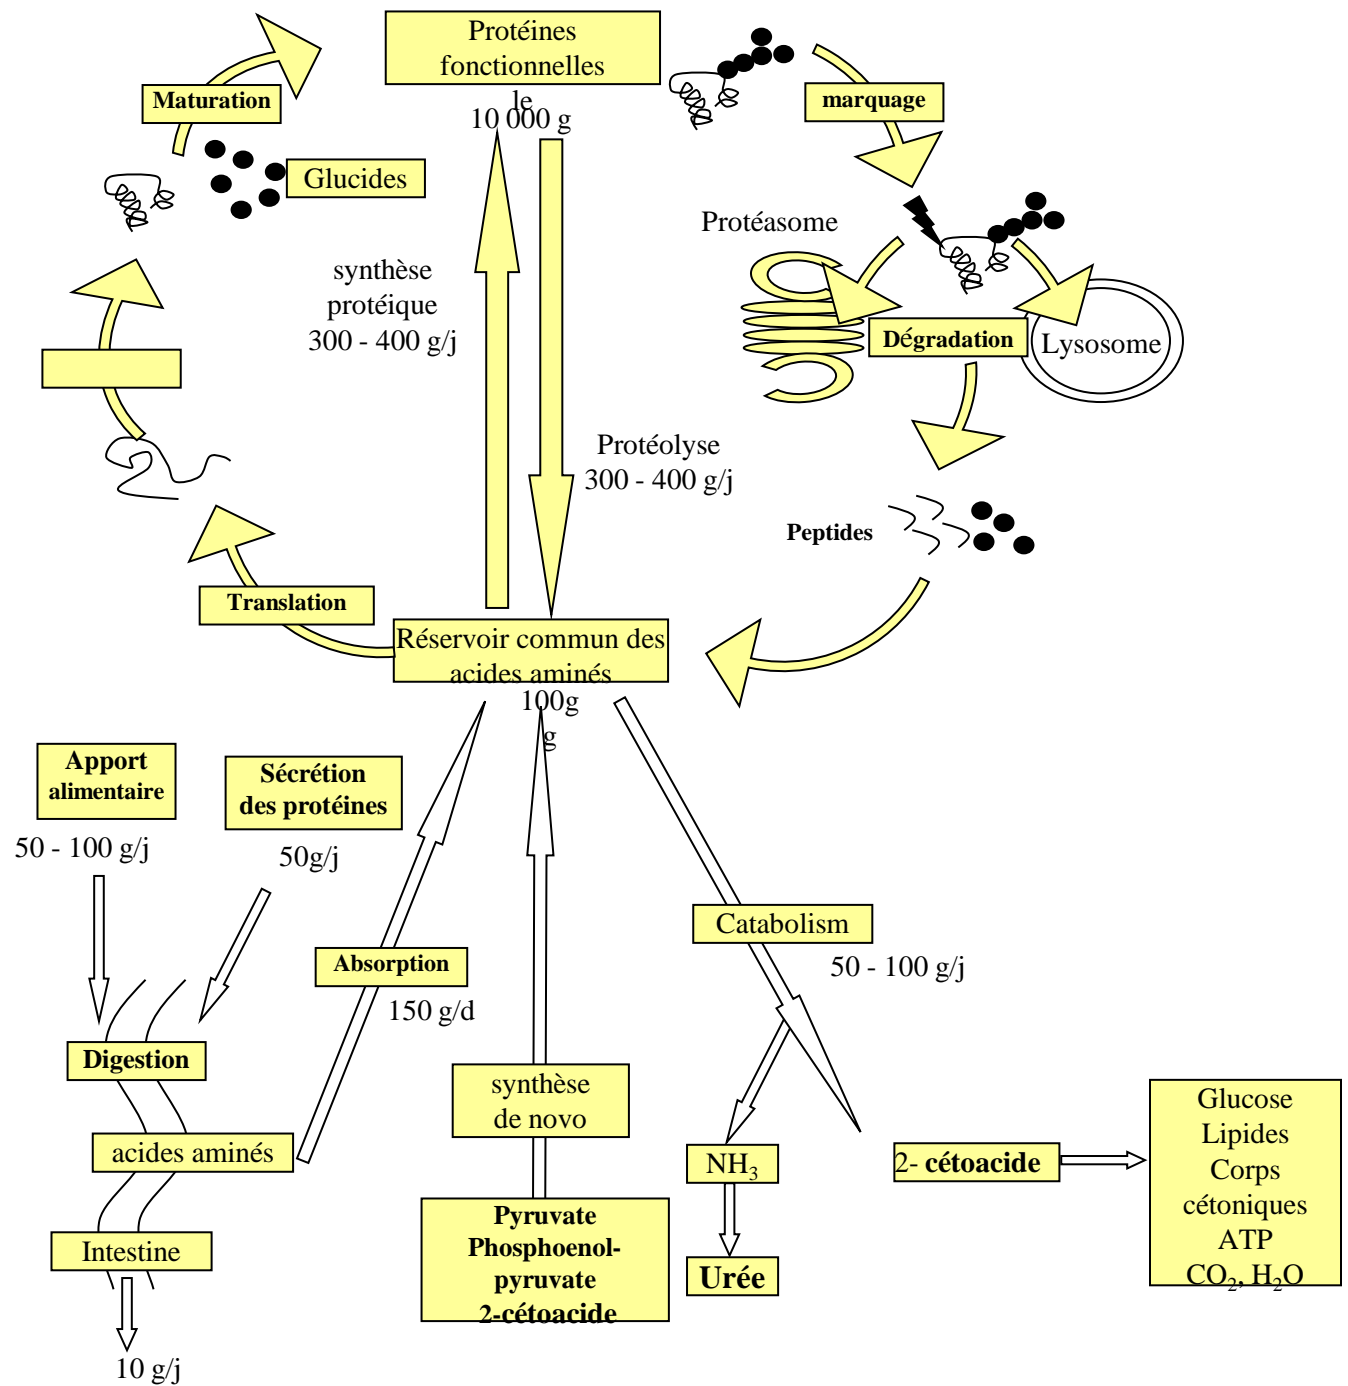 Protéines
fonctionnelles
le
10 000 g
Maturation
marquage
Glucides
Protéasome
synthèse
protéique
300 - 400 g/j
Dégradation
Lysosome
Protéolyse
300 - 400 g/j
Peptides
Translation
Réservoir commun des
acides aminés
100g
g
Apport
alimentaire
50 - 100 g/j
Sécrétion
des protéines
50g/j
Absorption
150 g/d
Catabolism
50 - 100 g/j
Digestion
acides aminés
Intestine
10 g/j
synthèse
de novo
Pyruvate
Phosphoenol-
pyruvate
2-cétoacide
NH₃
Urée
2- cétoacide
Glucose
Lipides
Corps
cétoniques
ATP
CO₂, H₂O